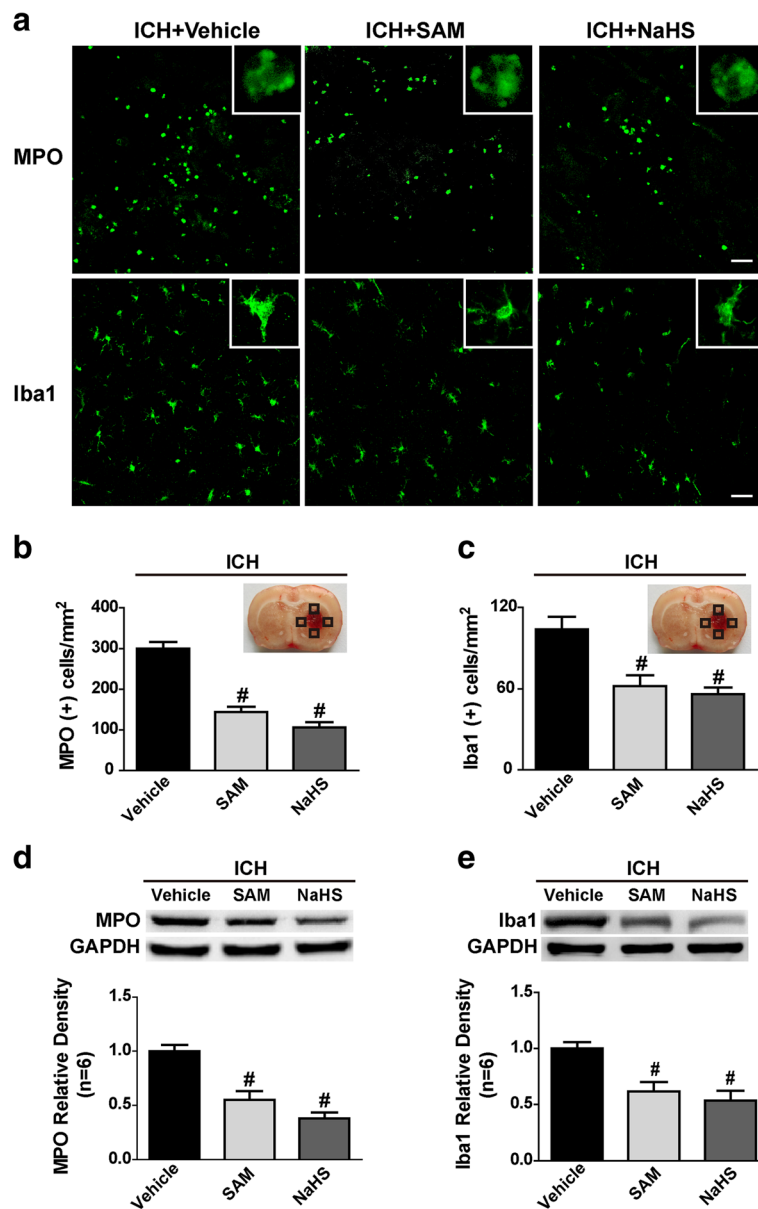 a
ICH+Vehicle ICH+SAM ICH+NaHS
MPO
Iba1
b
ICH
MPO (+) cells/mm²
400
300
200
100
0
Vehicle SAM NaHS
# #
c
ICH
Iba1 (+) cells/mm²
120
60
0
Vehicle SAM NaHS
# #
d
ICH
Vehicle SAM NaHS
MPO
GAPDH
MPO Relative Density
(n=6)
1.5
1.0
0.5
0.0
Vehicle SAM NaHS
# #
e
ICH
Vehicle SAM NaHS
Iba1
GAPDH
Iba1 Relative Density
(n=6)
1.5
1.0
0.5
0.0
Vehicle SAM NaHS
# #